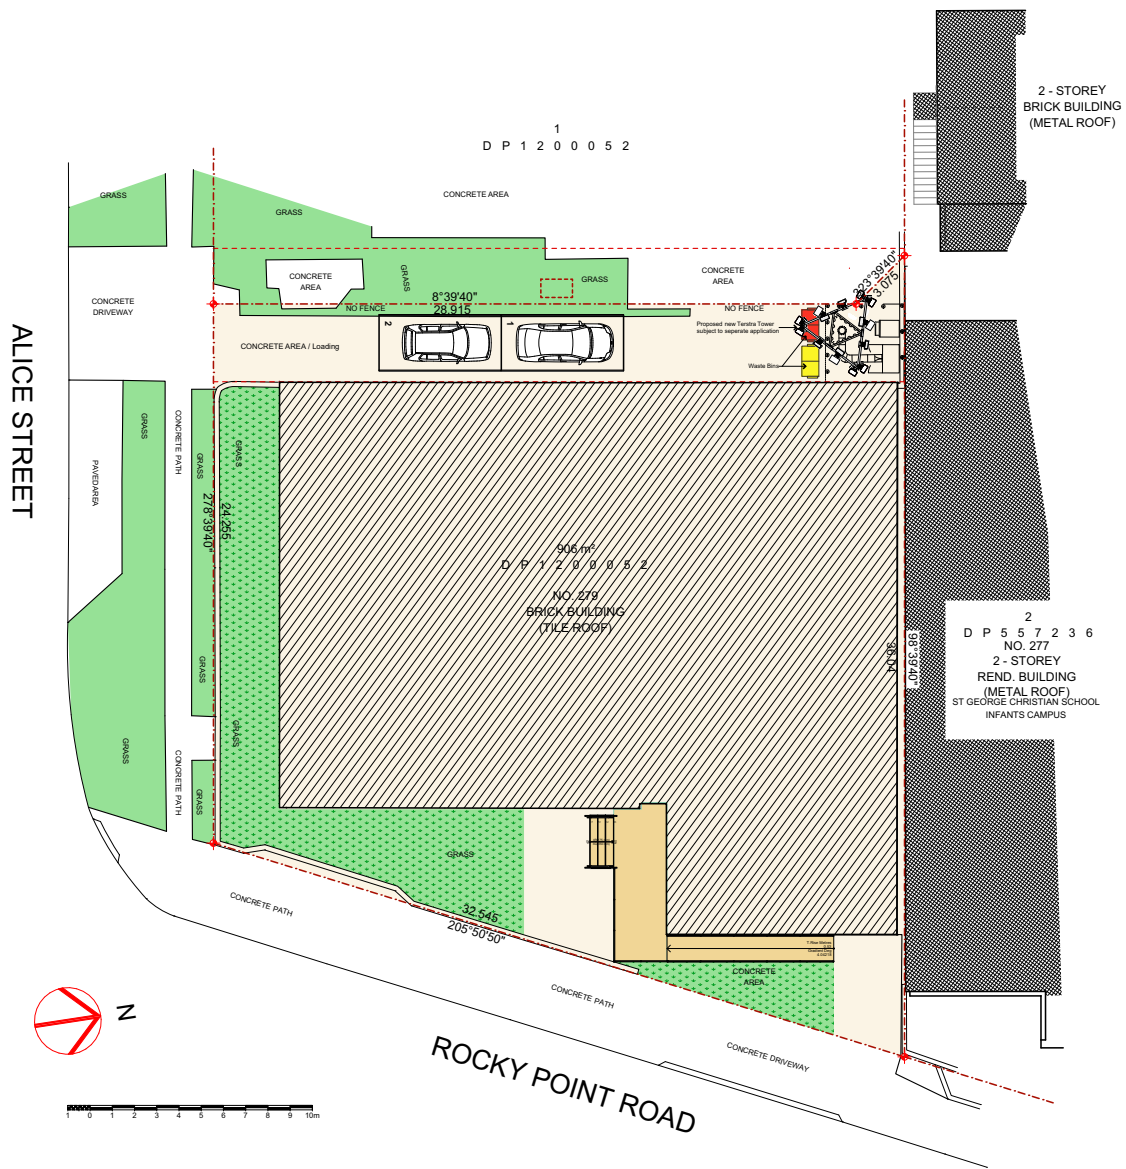 2 - STOREY
BRICK BUILDING
(METAL ROOF)
1
D P 1 2 0 0 0 5 2
CONCRETE AREA
GRASS
GRASS
CONCRETE
AREA
GRASS
GRASS
CONCRETE
AREA
323°39'40"
3.075
CONCRETE
DRIVEWAY
8°39'40"
28.915
NO FENCE
NO FENCE
2
1
CONCRETE AREA / Loading
Proposed new Terstra Tower
subject to seperate application
Waste Bins
ALICE STREET
GRASS
CONCRETE PATH
GRASS
GRASS
PAVEDAREA
24.255
278°39'40"
906 m²
D P 1 2 0 0 0 5 2
NO. 279
BRICK BUILDING
(TILE ROOF)
36.04
98°39'40"
2
D P 5 5 7 2 3 6
NO. 277
2 - STOREY
REND. BUILDING
(METAL ROOF)
ST GEORGE CHRISTIAN SCHOOL
INFANTS CAMPUS
GRASS
GRASS
GRASS
CONCRETE PATH
GRASS
GRASS
32.545
205°50'50"
CONCRETE PATH
CONCRETE
AREA
CONCRETE PATH
CONCRETE DRIVEWAY
N
ROCKY POINT ROAD
1 0 1 2 3 4 5 6 7 8 9 10m